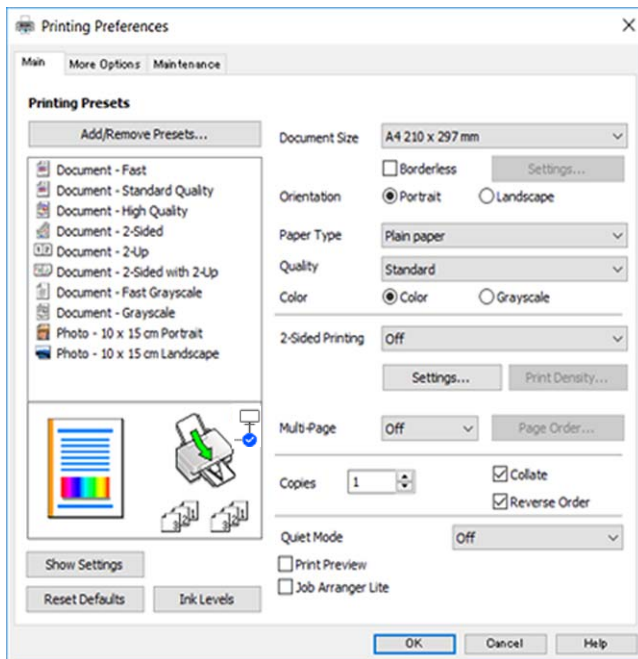 Printing Preferences
Main More Options Maintenance
Printing Presets
Add/Remove Presets...
Document - Fast
Document - Standard Quality
Document - High Quality
Document - 2-Sided
Document - 2-Up
Document - 2-Sided with 2-Up
Document - Fast Grayscale
Document - Grayscale
Photo - 10 x 15 cm Portrait
Photo - 10 x 15 cm Landscape
Show Settings
Reset Defaults Ink Levels
Document Size A4 210 x 297 mm
Borderless Settings...
Orientation Portrait Landscape
Paper Type Plain paper
Quality Standard
Color Color Grayscale
2-Sided Printing Off
Settings... Print Density...
Multi-Page Off Page Order...
Copies 1 Collate
Reverse Order
Quiet Mode Off
Print Preview
Job Arranger Lite
OK Cancel Help